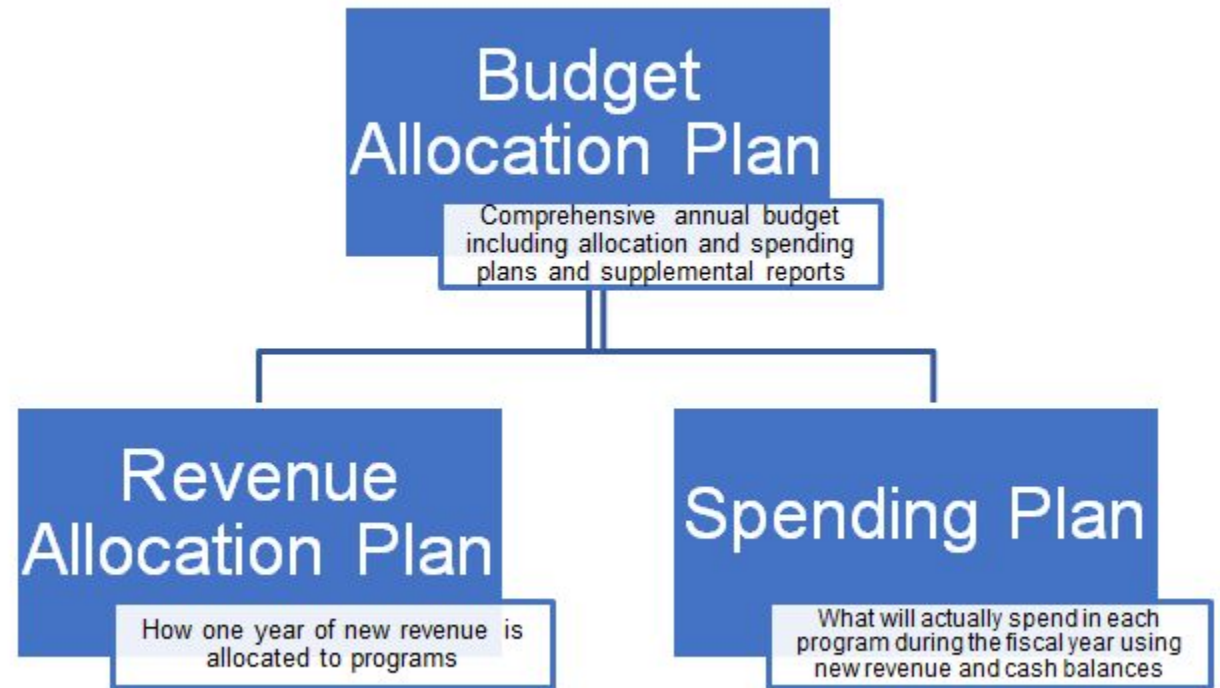 Budget
Allocation Plan
Comprehensive annual budget
including allocation and spending
plans and supplemental reports
Revenue
Allocation Plan
How one year of new revenue is
allocated to programs
Spending Plan
What will actually spend in each
program during the fiscal year using
new revenue and cash balances